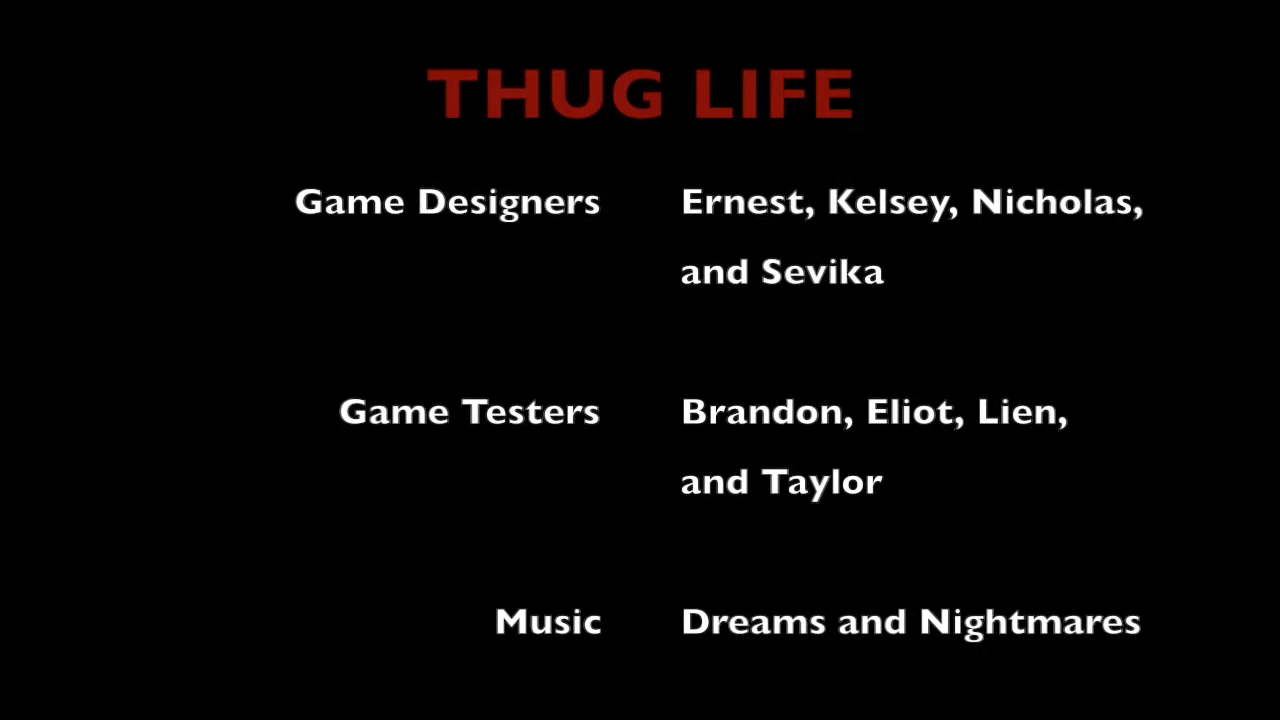 THUG LIFE
Game Designers Ernest, Kelsey, Nicholas,
and Sevika
Game Testers Brandon, Eliot, Lien,
and Taylor
Music Dreams and Nightmares